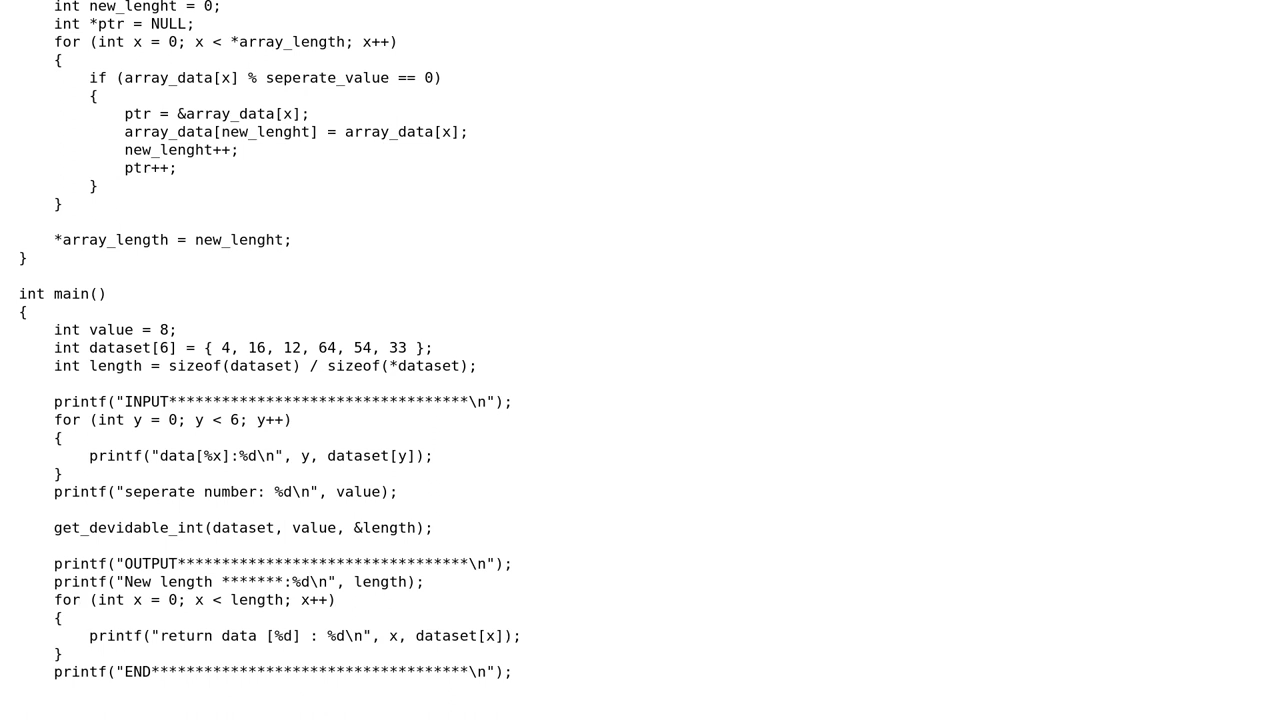 int new_lenght = 0;
    int *ptr = NULL;
    for (int x = 0; x < *array_length; x++)
    {
        if (array_data[x] % seperate_value == 0)
        {
            ptr = &array_data[x];
            array_data[new_lenght] = array_data[x];
            new_lenght++;
            ptr++;
        }
    }

    *array_length = new_lenght;
}

int main()
{
    int value = 8;
    int dataset[6] = { 4, 16, 12, 64, 54, 33 };
    int length = sizeof(dataset) / sizeof(*dataset);

    printf("INPUT**********************************\n");
    for (int y = 0; y < 6; y++)
    {
        printf("data[%x]:%d\n", y, dataset[y]);
    }
    printf("seperate number: %d\n", value);

    get_devidable_int(dataset, value, &length);

    printf("OUTPUT*********************************\n");
    printf("New length *******:%d\n", length);
    for (int x = 0; x < length; x++)
    {
        printf("return data [%d] : %d\n", x, dataset[x]);
    }
    printf("END************************************\n");